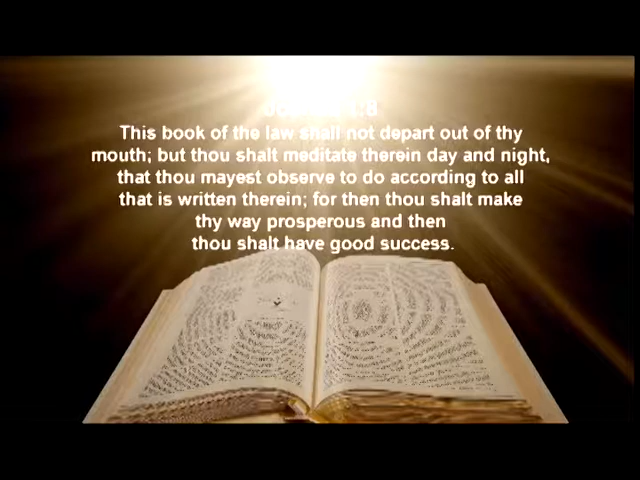 1:8
This book of the law shall not depart out of thy
mouth; but thou shalt meditate therein day and night,
that thou mayest observe to do according to all
that is written therein; for then thou shalt make
thy way prosperous and then
thou shalt have good success.